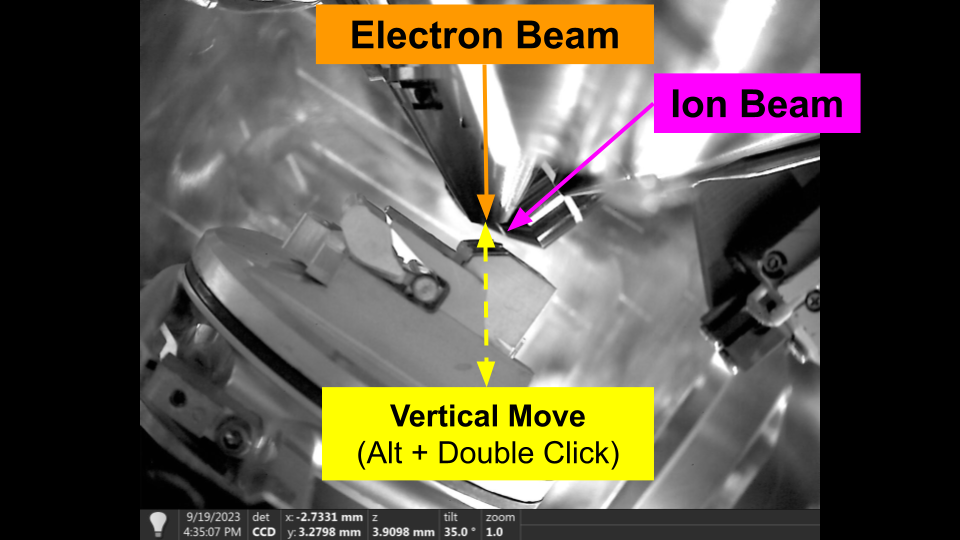 Electron Beam
Ion Beam
Vertical Move
(Alt + Double Click)
9/19/2023 det x: -2.7331 mm z tilt zoom
4:35:07 PM CCD y: 3.2798 mm 3.9098 mm 35.0 ° 1.0